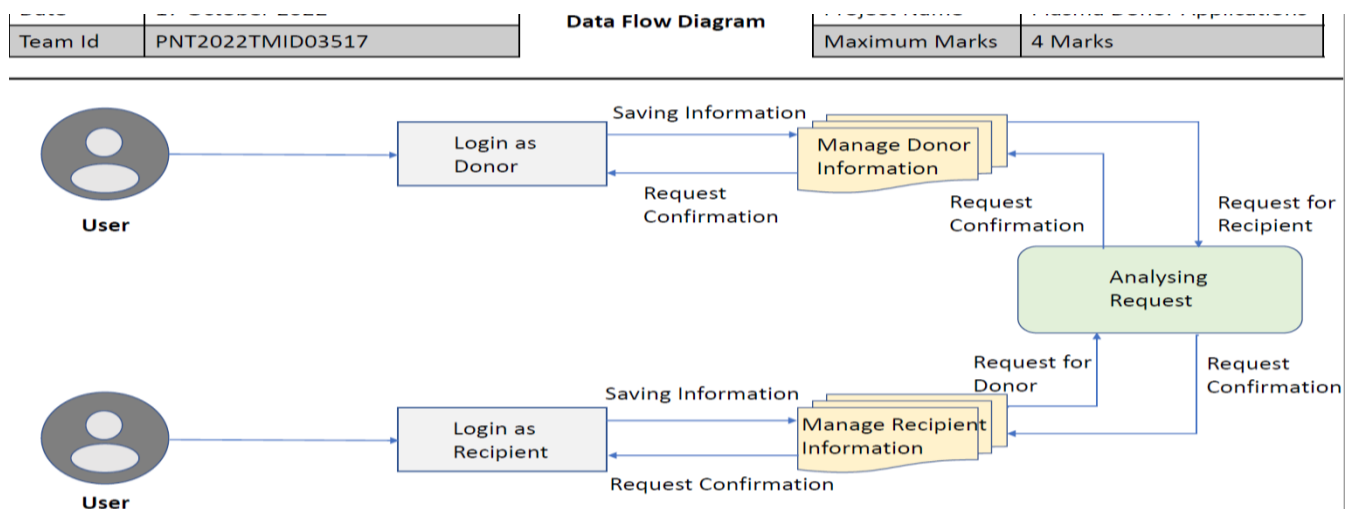 Data Flow Diagram
Team Id PNT2022TMID03517
Maximum Marks 4 Marks
Saving Information
Login as
Donor
Manage Donor
Information
Request
Confirmation
User
Request
Confirmation
Request for
Recipient
Analysing
Request
Request for
Donor
Request
Confirmation
Saving Information
Login as
Recipient
Manage Recipient
Information
Request Confirmation
User